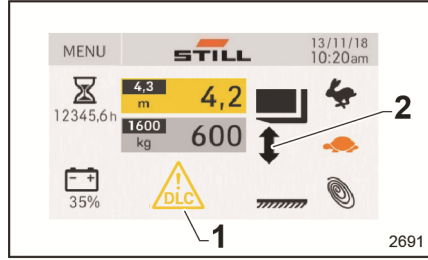 MENU
STILL
13/11/18
10:20am
4,3
m
4,2
12345,6h
1600
kg
600
2
- +
35%
DLC
1
2691